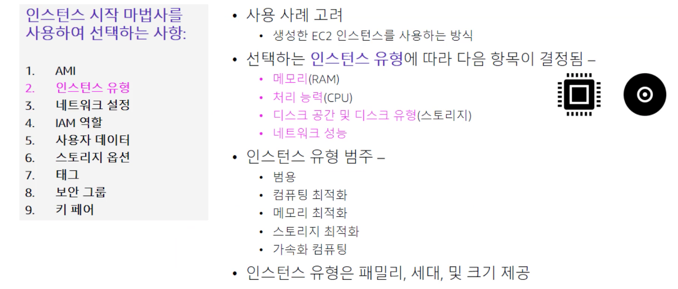 인스턴스 시작 마법사를
사용하여 선택하는 사항:
1. AMI
2. 인스턴스 유형
3. 네트워크 설정
4. IAM 역할
5. 사용자 데이터
6. 스토리지 옵션
7. 태그
8. 보안 그룹
9. 키 페어
• 사용 사례 고려
• 생성한 EC2 인스턴스를 사용하는 방식
• 선택하는 인스턴스 유형에 따라 다음 항목이 결정됨 –
• 메모리(RAM)
• 처리 능력(CPU)
• 디스크 공간 및 디스크 유형(스토리지)
• 네트워크 성능
• 인스턴스 유형 범주 –
• 범용
• 컴퓨팅 최적화
• 메모리 최적화
• 스토리지 최적화
• 가속화 컴퓨팅
• 인스턴스 유형은 패밀리, 세대, 및 크기 제공